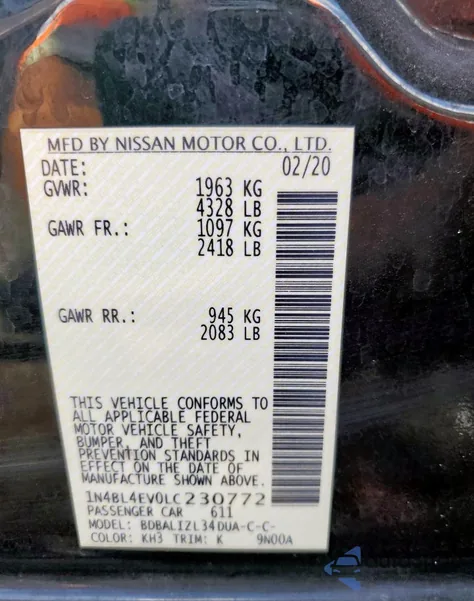 MFD BY NISSAN MOTOR CO., LTD.
DATE: 02/20
GVWR: 1963 KG
4328 LB
GAWR FR.: 1097 KG
2418 LB
GAWR RR.: 945 KG
2083 LB
THIS VEHICLE CONFORMS TO
ALL APPLICABLE FEDERAL
MOTOR VEHICLE SAFETY,
BUMPER, AND THEFT
PREVENTION STANDARDS IN
EFFECT ON THE DATE OF
MANUFACTURE SHOWN ABOVE.
1N4BL4EV0LC230772
PASSENGER CAR 611
MODEL: BDBALIZL34DUA-C-C-
COLOR: KH3 TRIM: K 9N00A